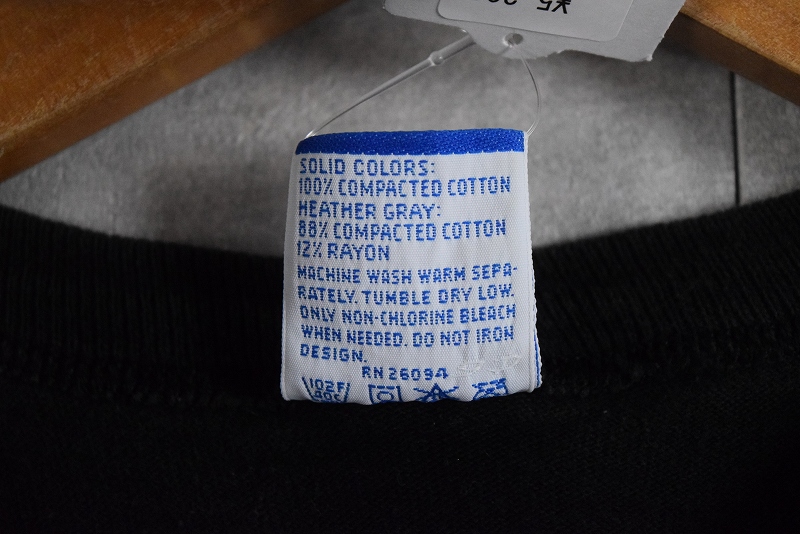 ¥5
SOLID COLORS:
100% COMPACTED COTTON
HEATHER GRAY:
88% COMPACTED COTTON
12% RAYON
MACHINE WASH WARM SEPA-
RATELY. TUMBLE DRY LOW.
ONLY NON-CHLORINE BLEACH
WHEN NEEDED. DO NOT IRON
DESIGN.
RN 26094
102F
40C